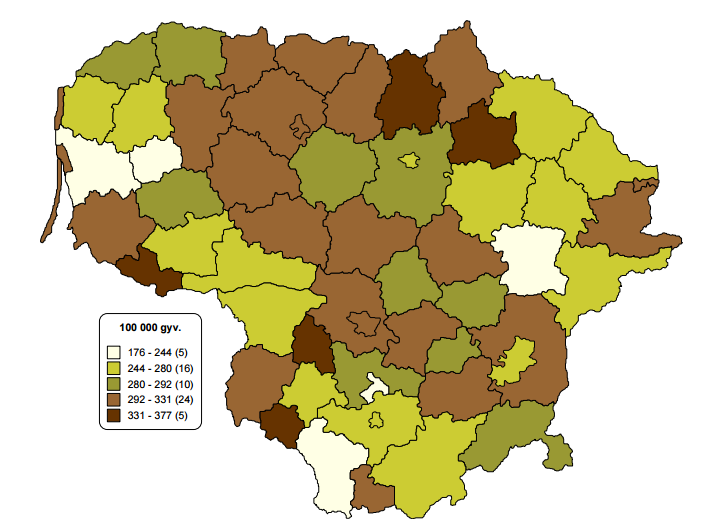 100 000 gyv.
176 - 244 (5)
244 - 280 (16)
280 - 292 (10)
292 - 331 (24)
331 - 377 (5)